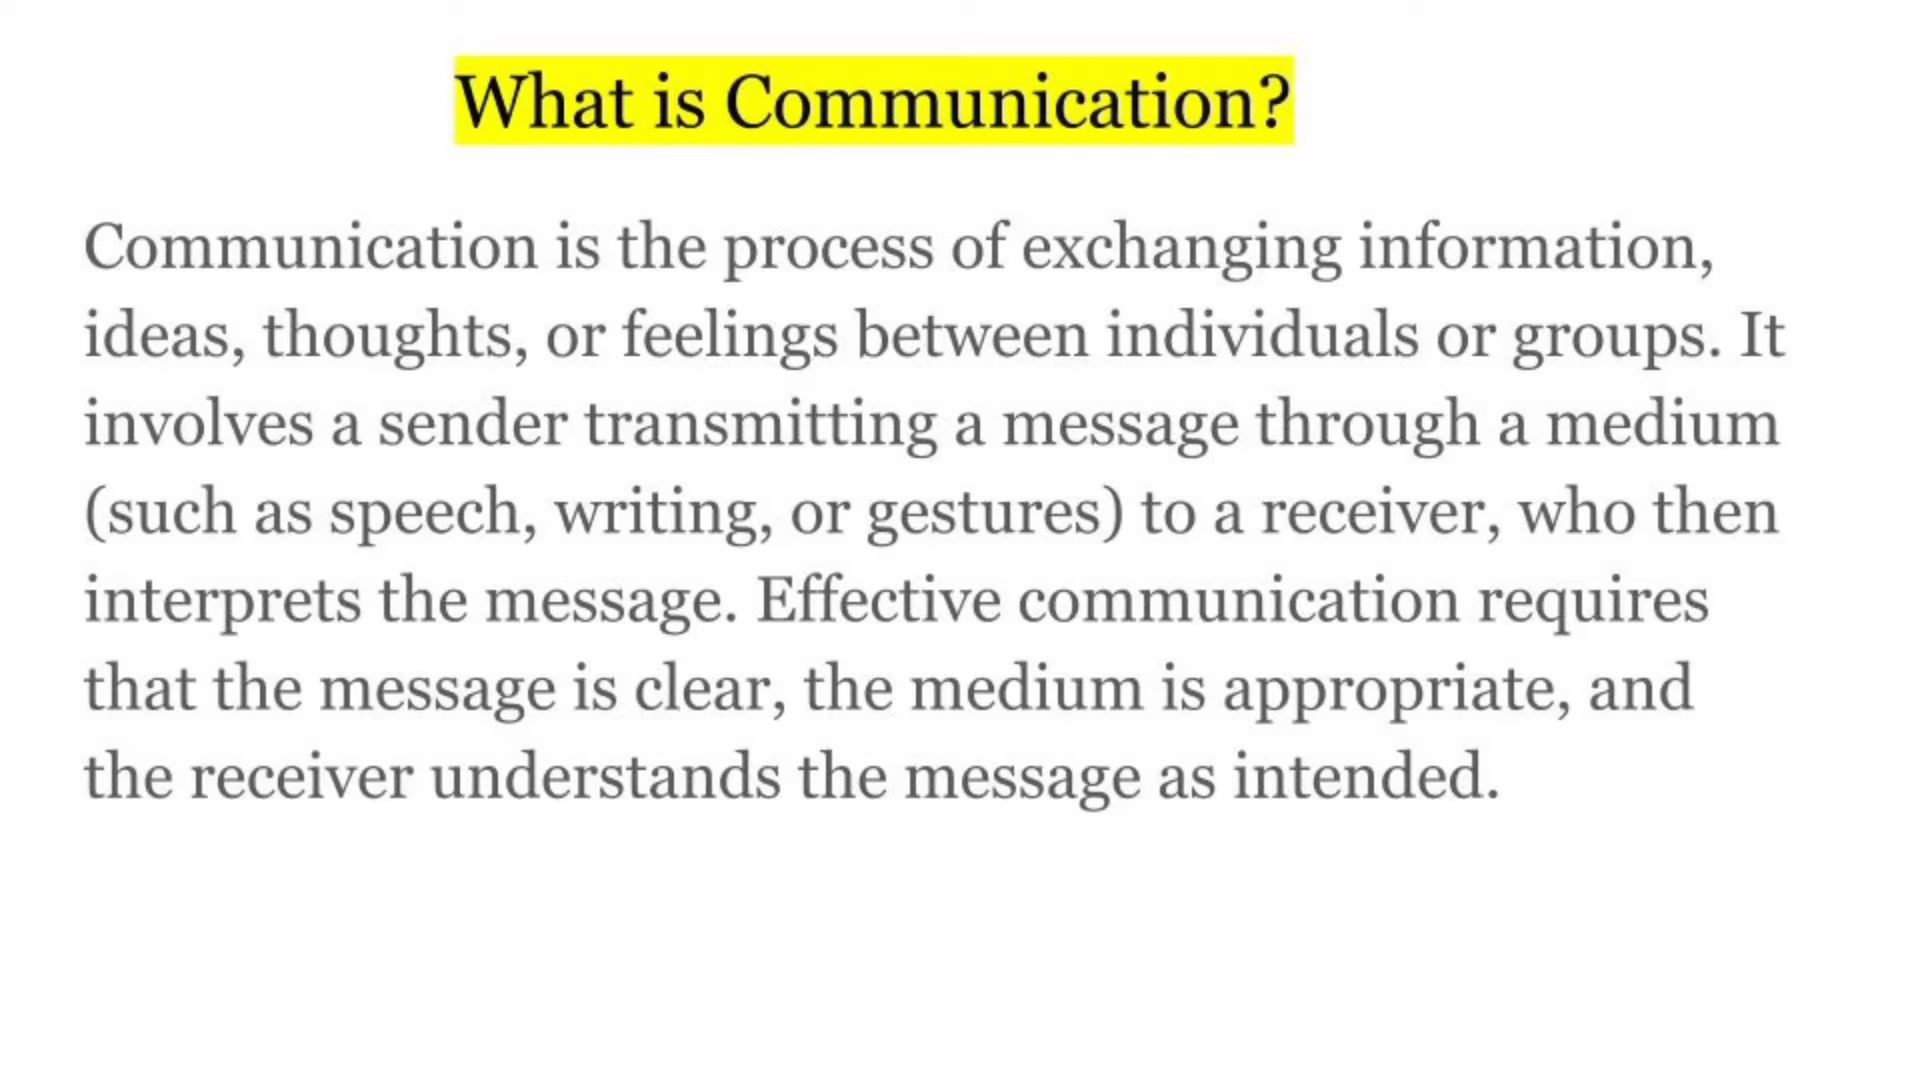 What is Communication?
Communication is the process of exchanging information,
ideas, thoughts, or feelings between individuals or groups. It
involves a sender transmitting a message through a medium
(such as speech, writing, or gestures) to a receiver, who then
interprets the message. Effective communication requires
that the message is clear, the medium is appropriate, and
the receiver understands the message as intended.